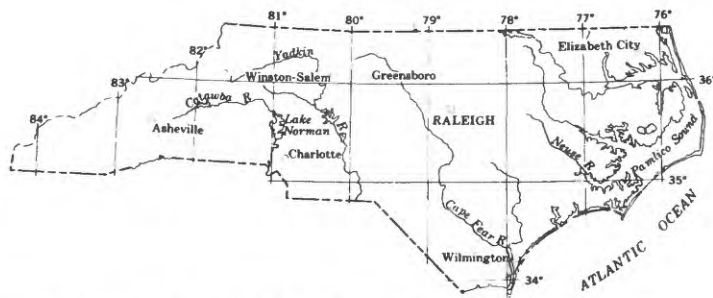 81°
80°
79°
78°
76°
82°
Elizabeth City
Yadkin
Winston-Salem
Greensboro
83°
36°
Catawba R
84°
Lake
Norman
R
RALEIGH
Asheville
Neuse R.
Pamlico Sound
Charlotte
77°
35°
Cape Fear R.
Wilmington
34°
ATLANTIC OCEAN